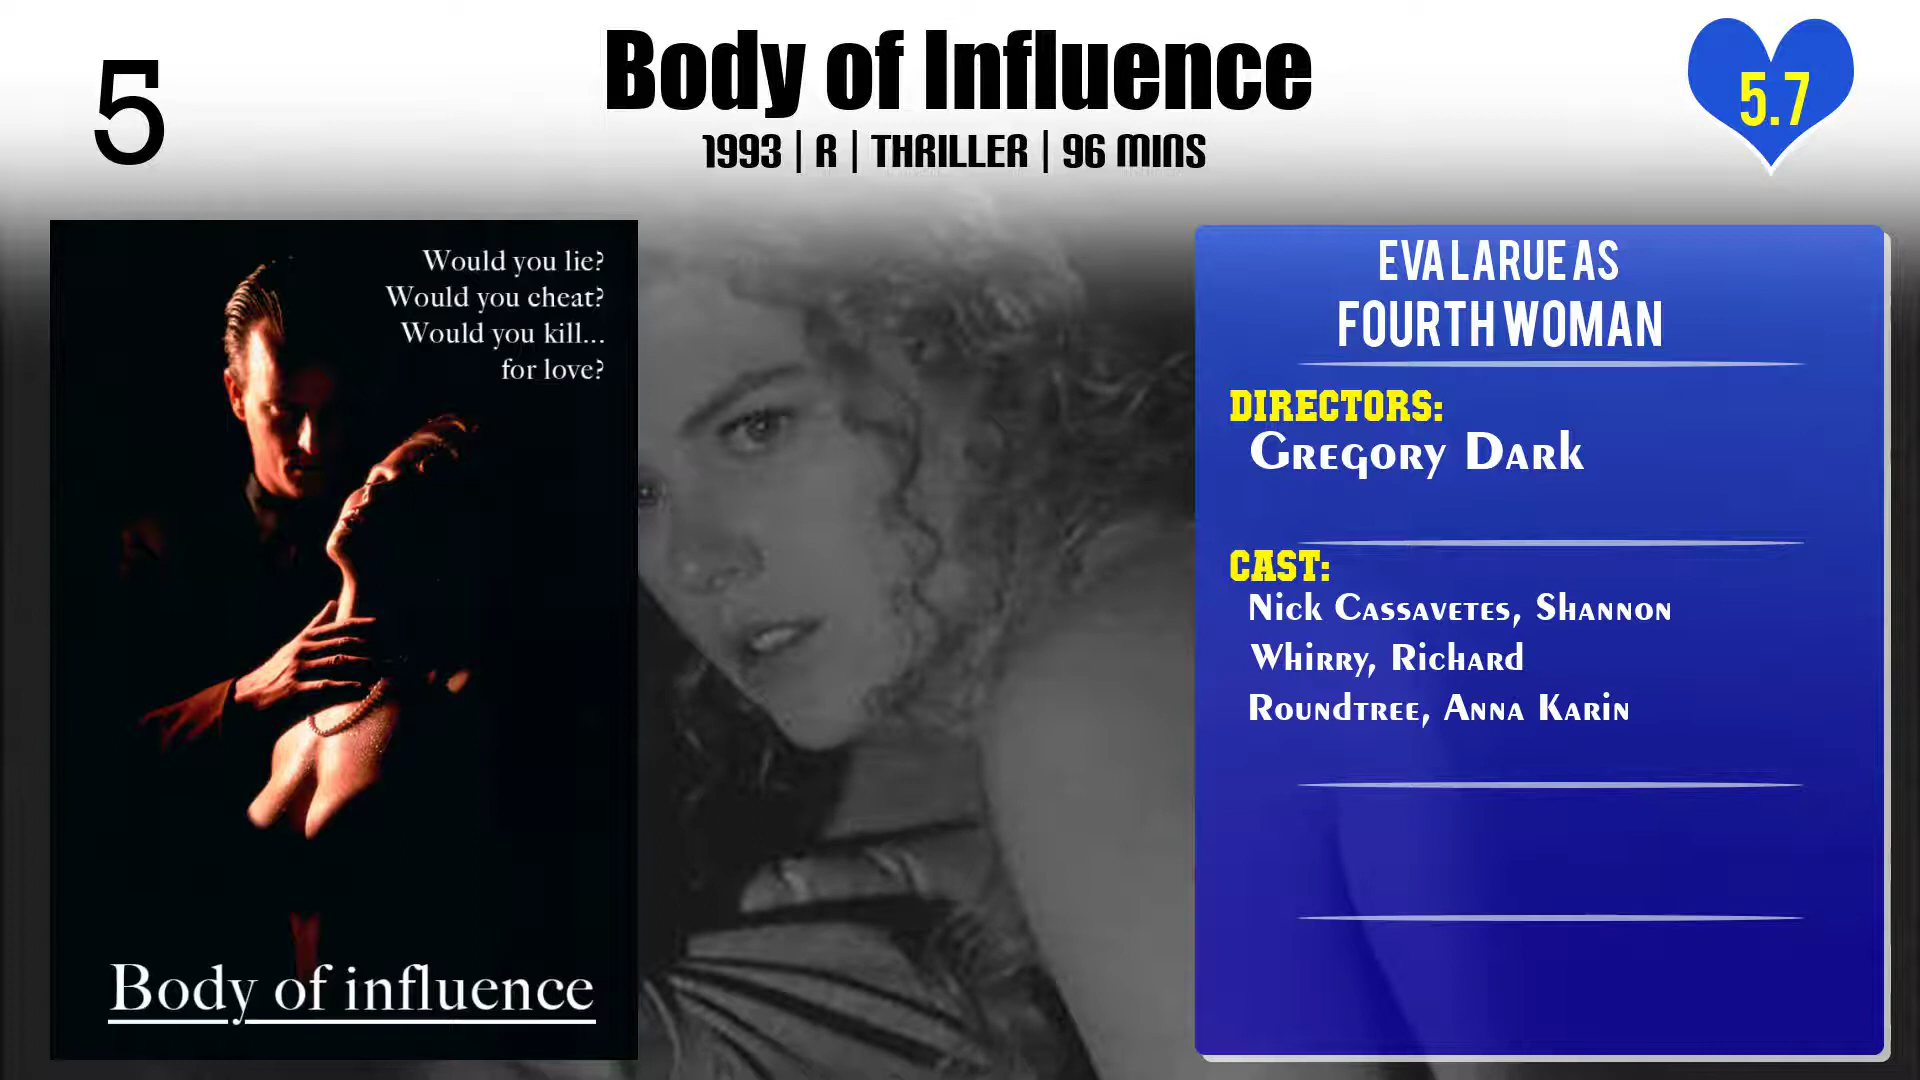 5
Body of Influence
1993 | R | THRILLER | 96 MINS
5.7
Would you lie?
Would you cheat?
Would you kill...
for love?
Body of influence
EVA LARUE AS
FOURTH WOMAN
DIRECTORS:
Gregory Dark
CAST:
Nick Cassavetes, Shannon
Whirry, Richard
Roundtree, Anna Karin